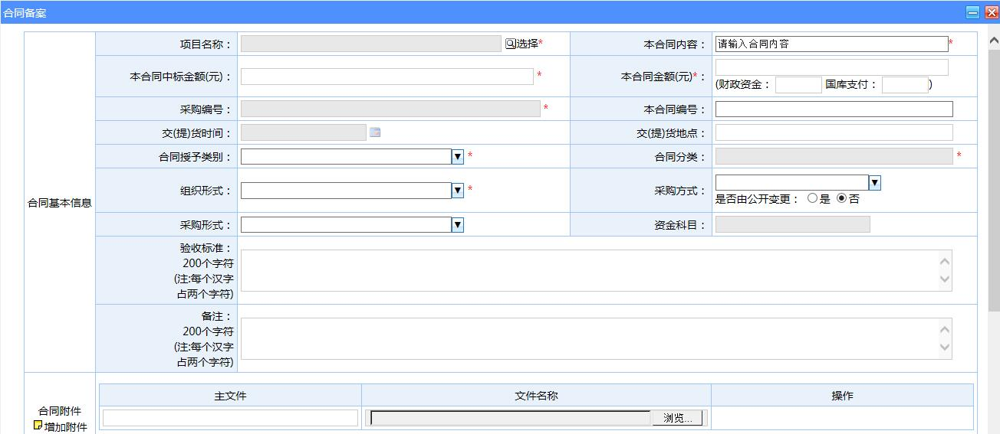 合同备案
项目名称： 选择* 本合同内容： 请输入合同内容 *
本合同中标金额(元)： * 本合同金额(元)*：
(财政资金： 国库支付： )
采购编号： * 本合同编号：
交(提)货时间： 交(提)货地点：
合同授予类别： * 合同分类： *
组织形式： * 采购方式：
是否由公开变更： 是 否
合同基本信息
采购形式： 资金科目：
验收标准：
200个字符
(注:每个汉字
占两个字符)
备注：
200个字符
(注:每个汉字
占两个字符)
合同附件
增加附件
主文件 文件名称 操作
浏览...